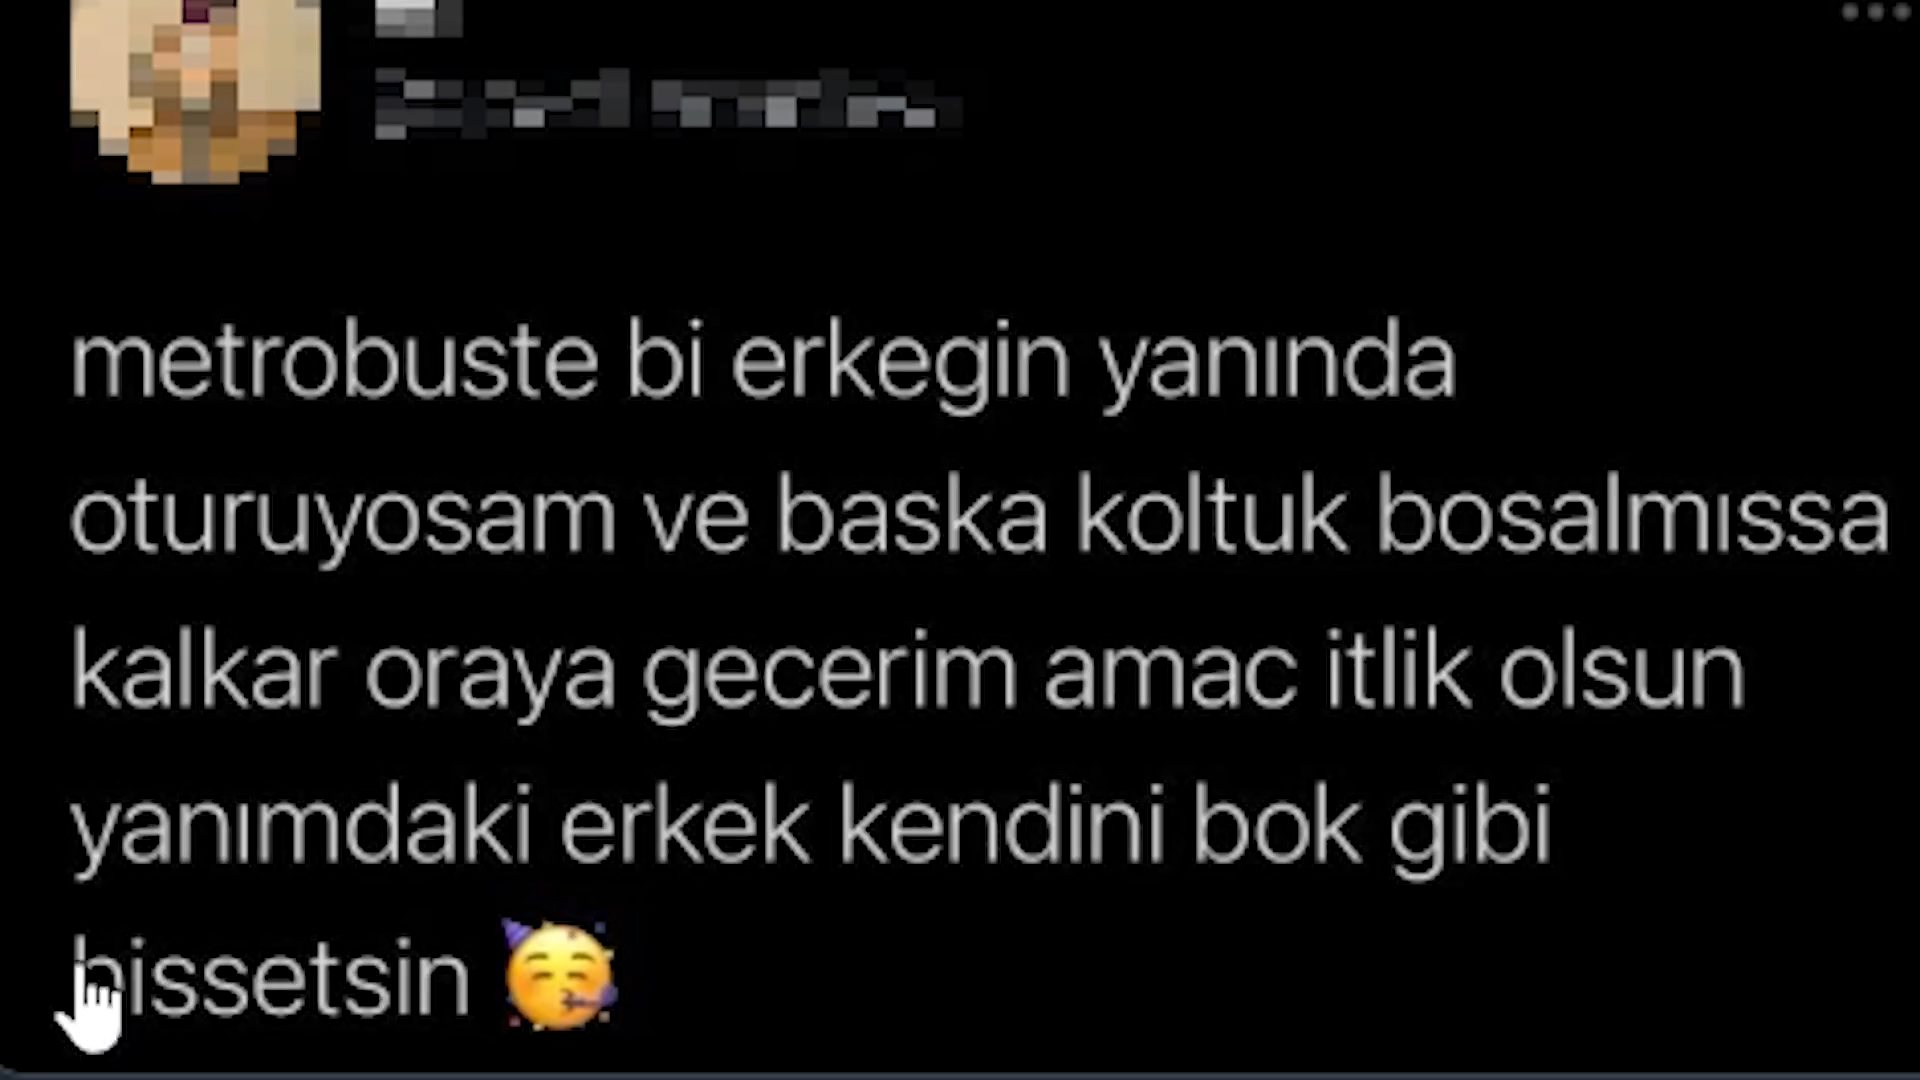 metrobuste bi erkegin yanında
oturuyosam ve baska koltuk bosalmıssa
kalkar oraya gecerim amac itlik olsun
yanımdaki erkek kendini bok gibi
hissetsin 🥳